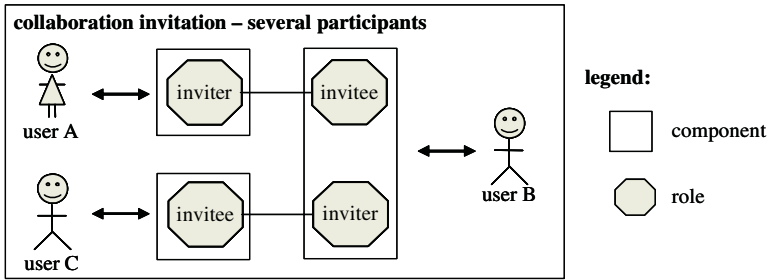 collaboration invitation – several participants
inviter
invitee
user A
user B
invitee
inviter
user C
legend:
component
role